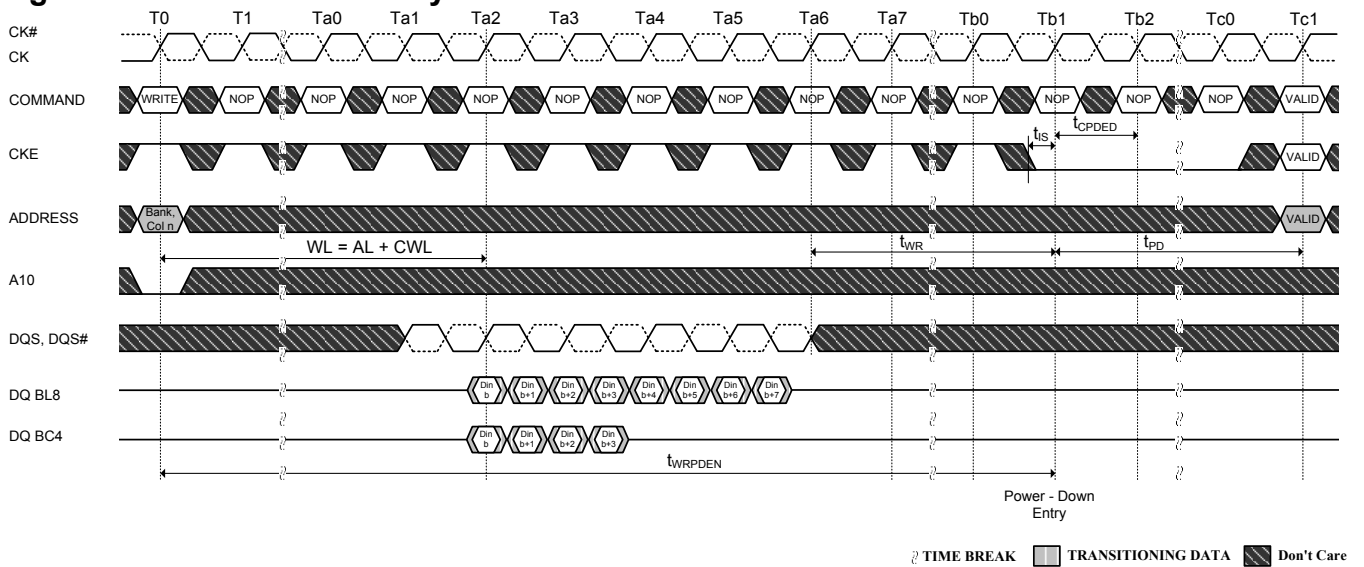 T0 T1 Ta0 Ta1 Ta2 Ta3 Ta4 Ta5 Ta6 Ta7 Tb0 Tb1 Tb2 Tc0 Tc1
CK#
CK
COMMAND WRITE NOP NOP NOP NOP NOP NOP NOP NOP NOP NOP NOP NOP NOP VALID
tIS tCPDED
CKE VALID
ADDRESS Bank, Col n VALID
WL = AL + CWL tWR tPD
A10
DQS, DQS#
DQ BL8 Din b Din b+1 Din b+2 Din b+3 Din b+4 Din b+5 Din b+6 Din b+7
DQ BC4 Din b Din b+1 Din b+2 Din b+3
tWRPDEN
Power - Down
Entry
TIME BREAK TRANSITIONING DATA Don't Care